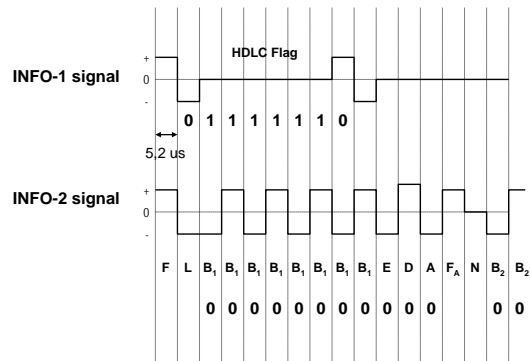 HDLC Flag
+
INFO-1 signal 0
-
0 1 1 1 1 1 1 0
5,2 us
INFO-2 signal
+
0
-
F L B₁ B₁ B₁ B₁ B₁ B₁ B₁ B₁ E D A F_A N B₂ B₂
0 0 0 0 0 0 0 0 0 0 0 0 0